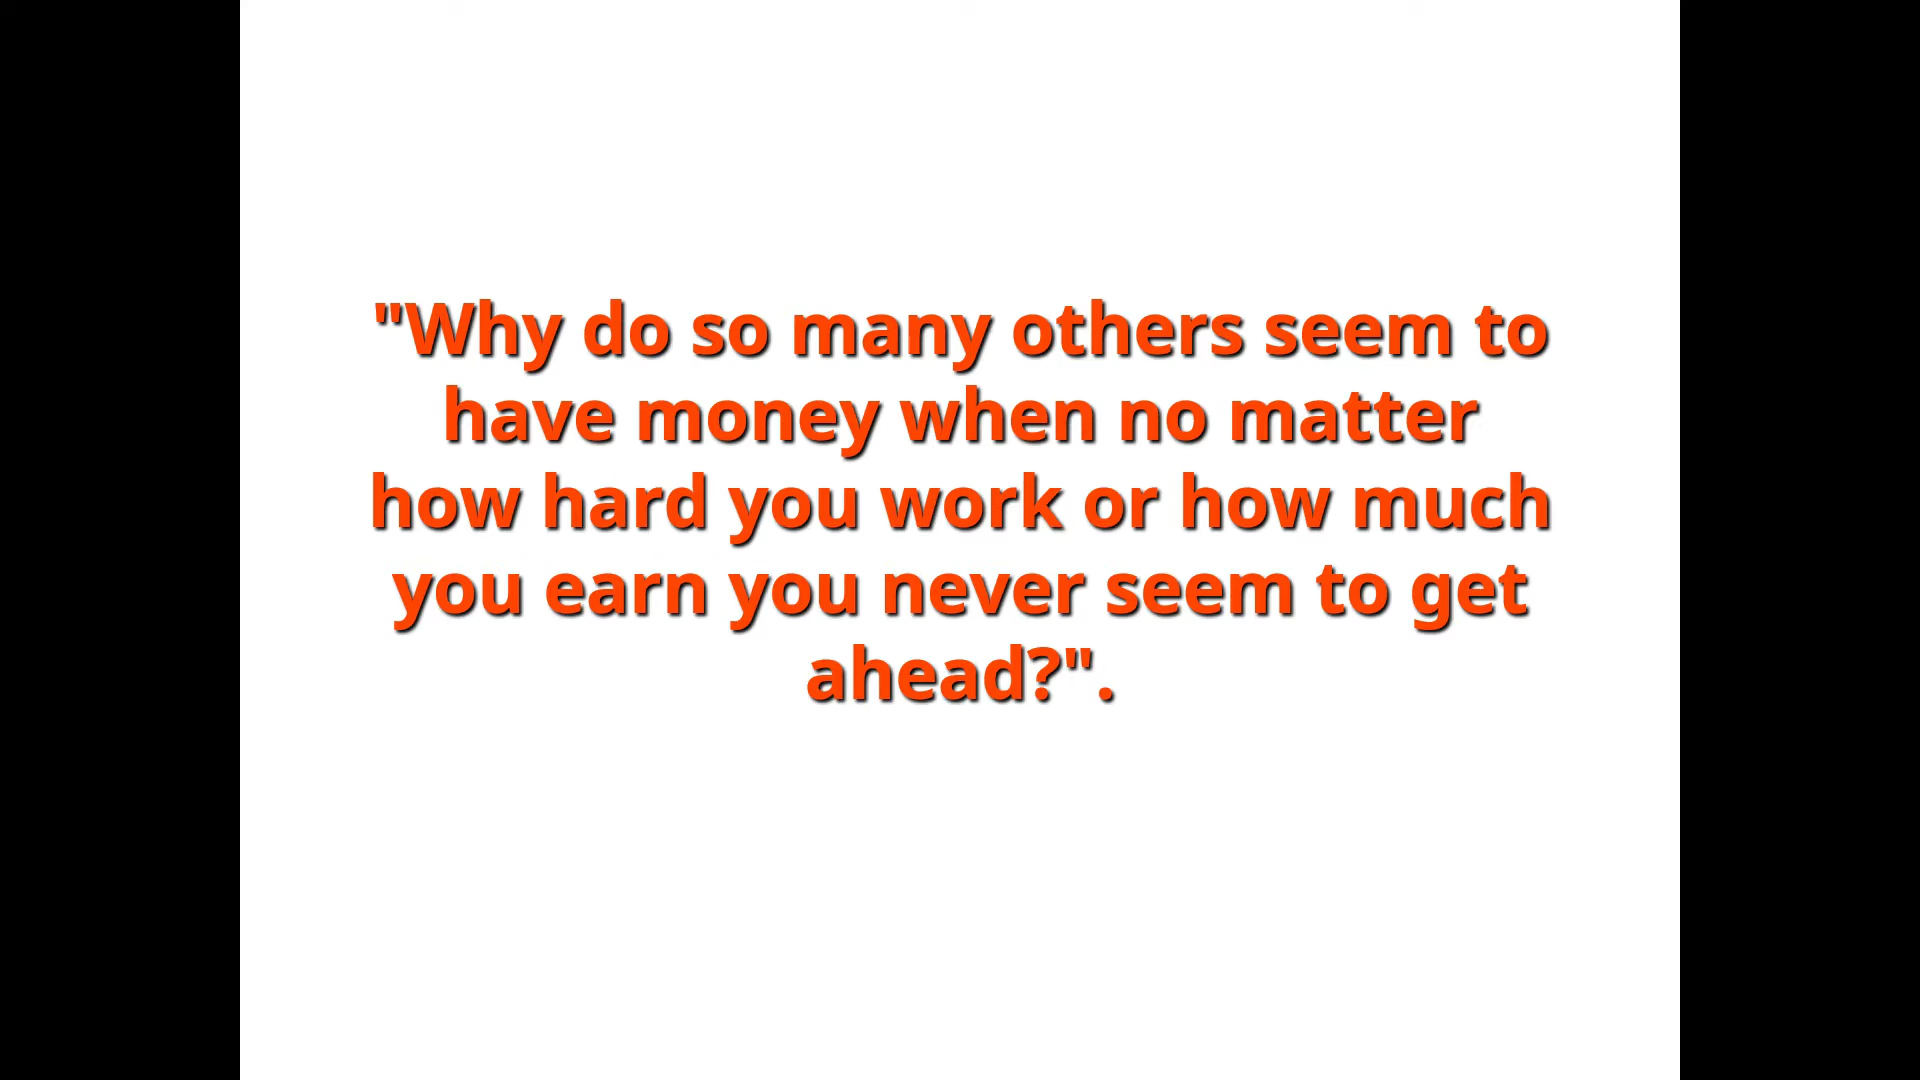 "Why do so many others seem to
have money when no matter
how hard you work or how much
you earn you never seem to get
ahead?".